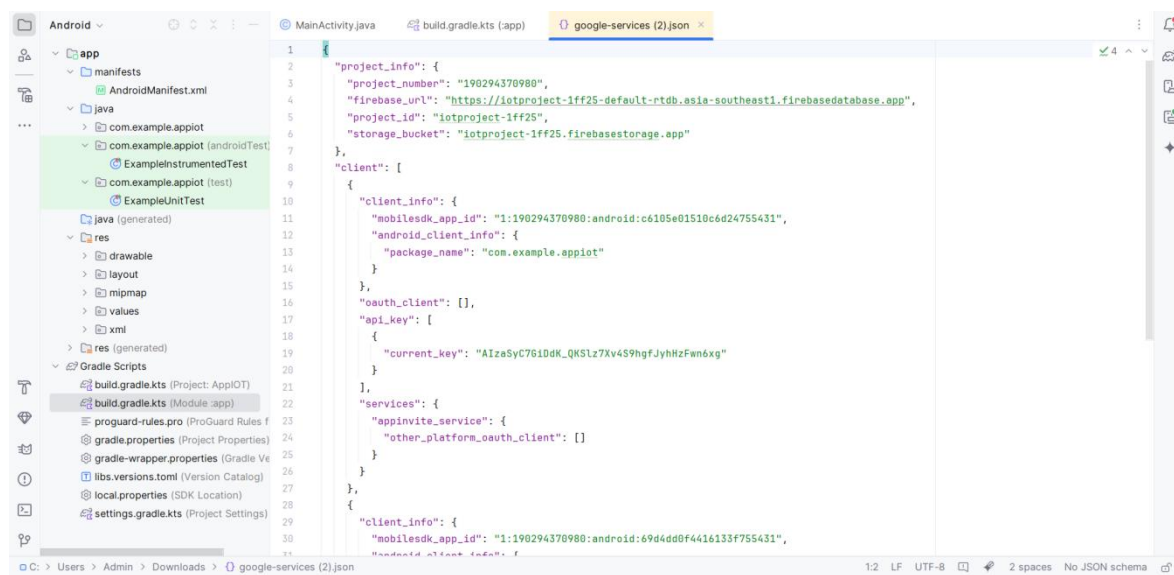 Android
MainActivity.java
build.gradle.kts (:app)
{} google-services (2).json
app
manifests
AndroidManifest.xml
java
com.example.appiot
com.example.appiot (androidTest)
ExampleInstrumentedTest
com.example.appiot (test)
ExampleUnitTest
java (generated)
res
drawable
layout
mipmap
values
xml
res (generated)
Gradle Scripts
build.gradle.kts (Project: AppIOT)
build.gradle.kts (Module :app)
proguard-rules.pro (ProGuard Rules f
gradle.properties (Project Properties)
gradle-wrapper.properties (Gradle Ve
libs.versions.toml (Version Catalog)
local.properties (SDK Location)
settings.gradle.kts (Project Settings)
1 {
2 "project_info": {
3 "project_number": "190294370980",
4 "firebase_url": "https://iotproject-1ff25-default-rtdb.asia-southeast1.firebasedatabase.app",
5 "project_id": "iotproject-1ff25",
6 "storage_bucket": "iotproject-1ff25.firebasestorage.app"
7 },
8 "client": [
9 {
10 "client_info": {
11 "mobilesdk_app_id": "1:190294370980:android:c6105e01510c6d24755431",
12 "android_client_info": {
13 "package_name": "com.example.appiot"
14 }
15 },
16 "oauth_client": [],
17 "api_key": [
18 {
19 "current_key": "AIzaSyC7GiDdK_QKSlz7Xv4S9hgfJyhHzFwn6xg"
20 }
21 ],
22 "services": {
23 "appinvite_service": {
24 "other_platform_oauth_client": []
25 }
26 }
27 },
28 {
29 "client_info": {
30 "mobilesdk_app_id": "1:190294370980:android:69d4dd0f4416133f755431",
4
C: > Users > Admin > Downloads > {} google-services (2).json
1:2 LF UTF-8 2 spaces No JSON schema